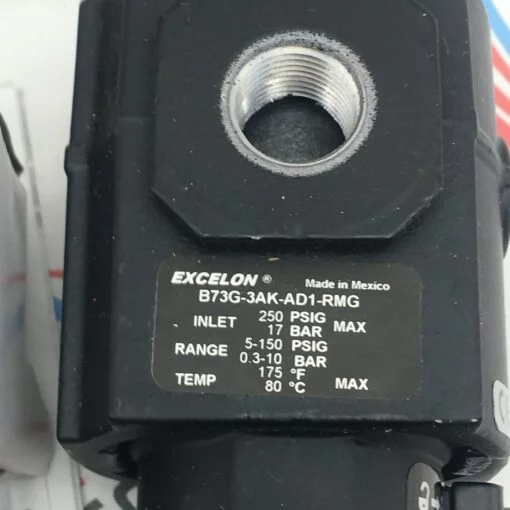 EXCELON ® Made in Mexico
B73G-3AK-AD1-RMG
INLET 250 PSIG MAX
17 BAR
RANGE 5-150 PSIG
0.3-10 BAR
TEMP 175 °F MAX
80 °C